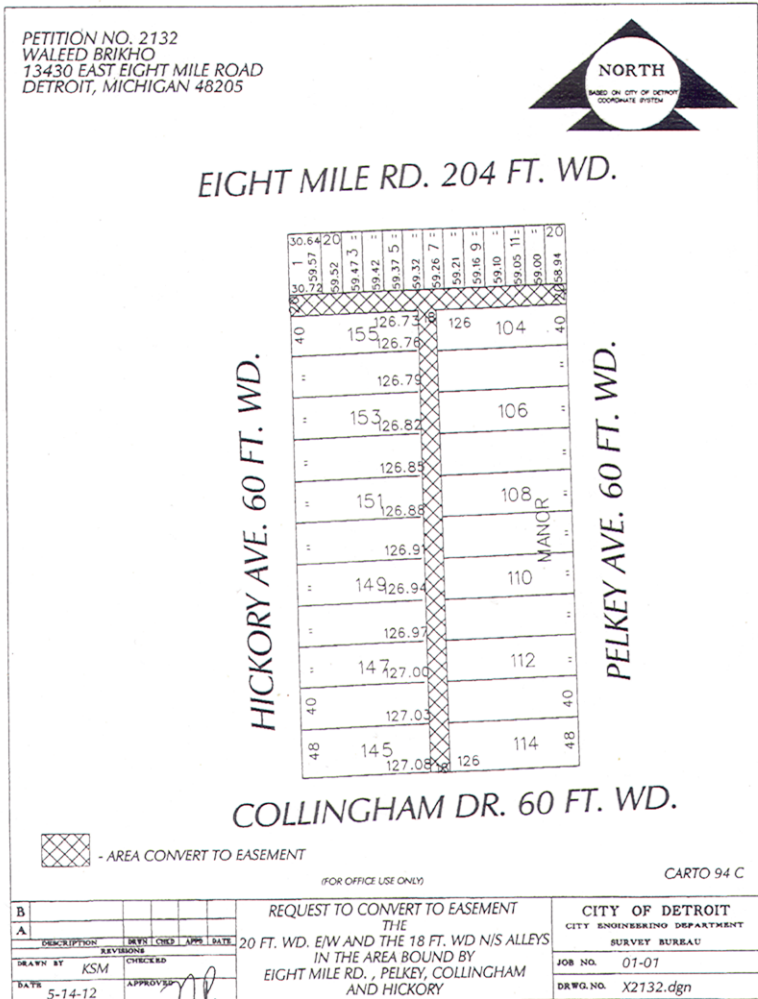 PETITION NO. 2132
WALEED BRIKHO
13430 EAST EIGHT MILE ROAD
DETROIT, MICHIGAN 48205
NORTH
BASED ON CITY OF DETROIT
COORDINATE SYSTEM
EIGHT MILE RD. 204 FT. WD.
30.64 20 " " " " " " " " 20
1 3 5 7 9 11
59.57 59.52 59.47 59.42 59.37 59.32 59.26 59.21 59.16 59.10 59.05 59.00 58.94
30.72
20
40 155 126.73 18 126 104 40
126.76
" 126.79 "
" 153 126.82 106 "
" 126.85
" 151 126.88 108 "
MANOR
" 126.91 "
" 149 126.94 110 "
" 126.97
" 147 127.00 112 "
40 127.03 40
48 145 127.08 18 126 114 48
HICKORY AVE. 60 FT. WD.
PELKEY AVE. 60 FT. WD.
COLLINGHAM DR. 60 FT. WD.
- AREA CONVERT TO EASEMENT
(FOR OFFICE USE ONLY)
CARTO 94 C
B
A
DESCRIPTION DRWN CHKD APPD DATE
REVISIONS
DRAWN BY KSM
CHECKED
DATE 5-14-12
APPROVED
REQUEST TO CONVERT TO EASEMENT
THE
20 FT. WD. E/W AND THE 18 FT. WD N/S ALLEYS
IN THE AREA BOUND BY
EIGHT MILE RD. , PELKEY, COLLINGHAM
AND HICKORY
CITY OF DETROIT
CITY ENGINEERING DEPARTMENT
SURVEY BUREAU
JOB NO. 01-01
DRWG. NO. X2132.dgn